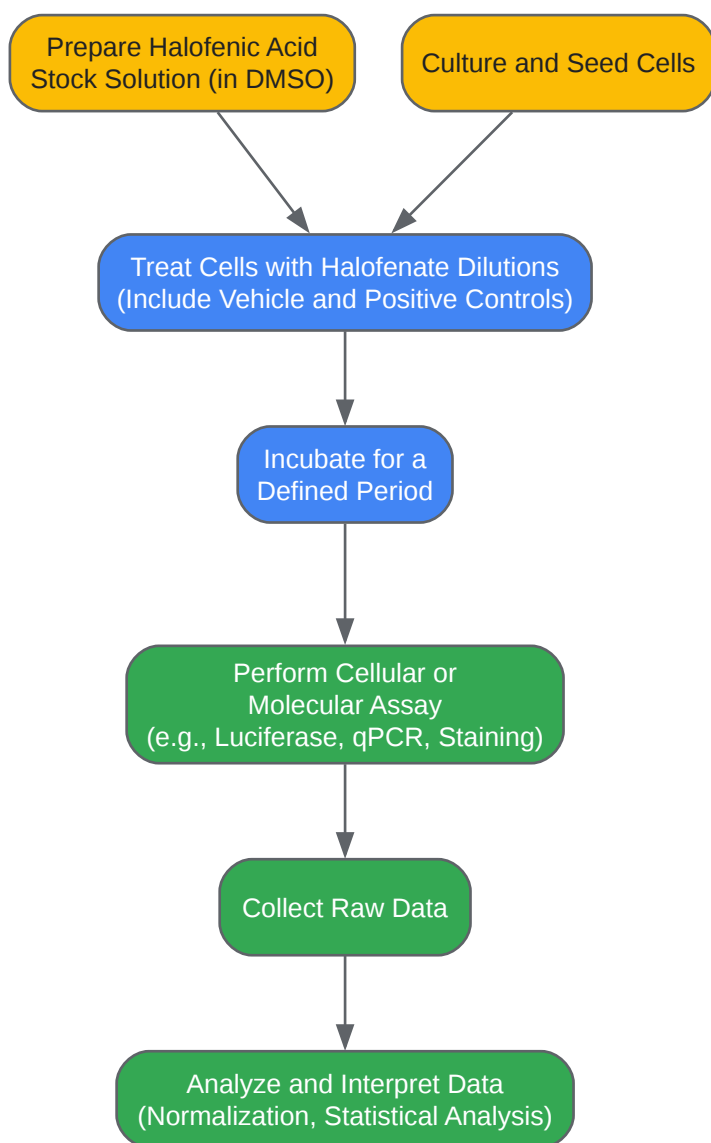 Prepare Halofenic Acid
Stock Solution (in DMSO)
Culture and Seed Cells
Treat Cells with Halofenate Dilutions
(Include Vehicle and Positive Controls)
Incubate for a
Defined Period
Perform Cellular or
Molecular Assay
(e.g., Luciferase, qPCR, Staining)
Collect Raw Data
Analyze and Interpret Data
(Normalization, Statistical Analysis)